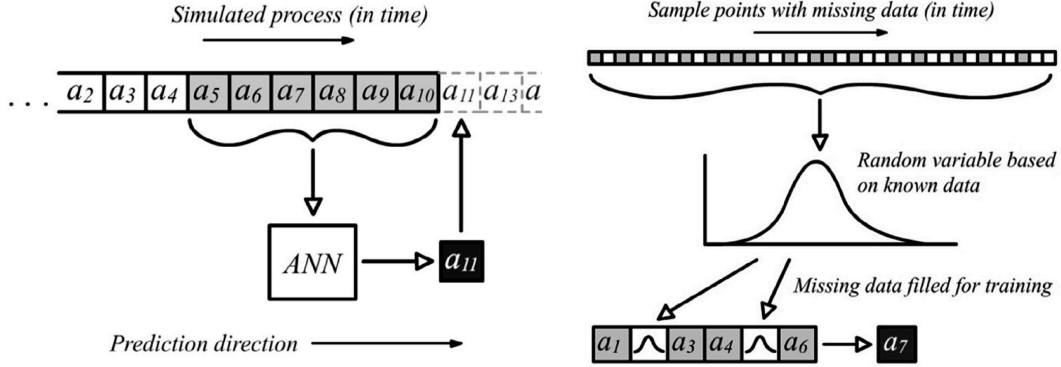 Simulated process (in time)
. . . a2 a3 a4 a5 a6 a7 a8 a9 a10 a11 a13 a
ANN
a11
Prediction direction
Sample points with missing data (in time)
Random variable based
on known data
Missing data filled for training
a1 a3 a4 a6 a7